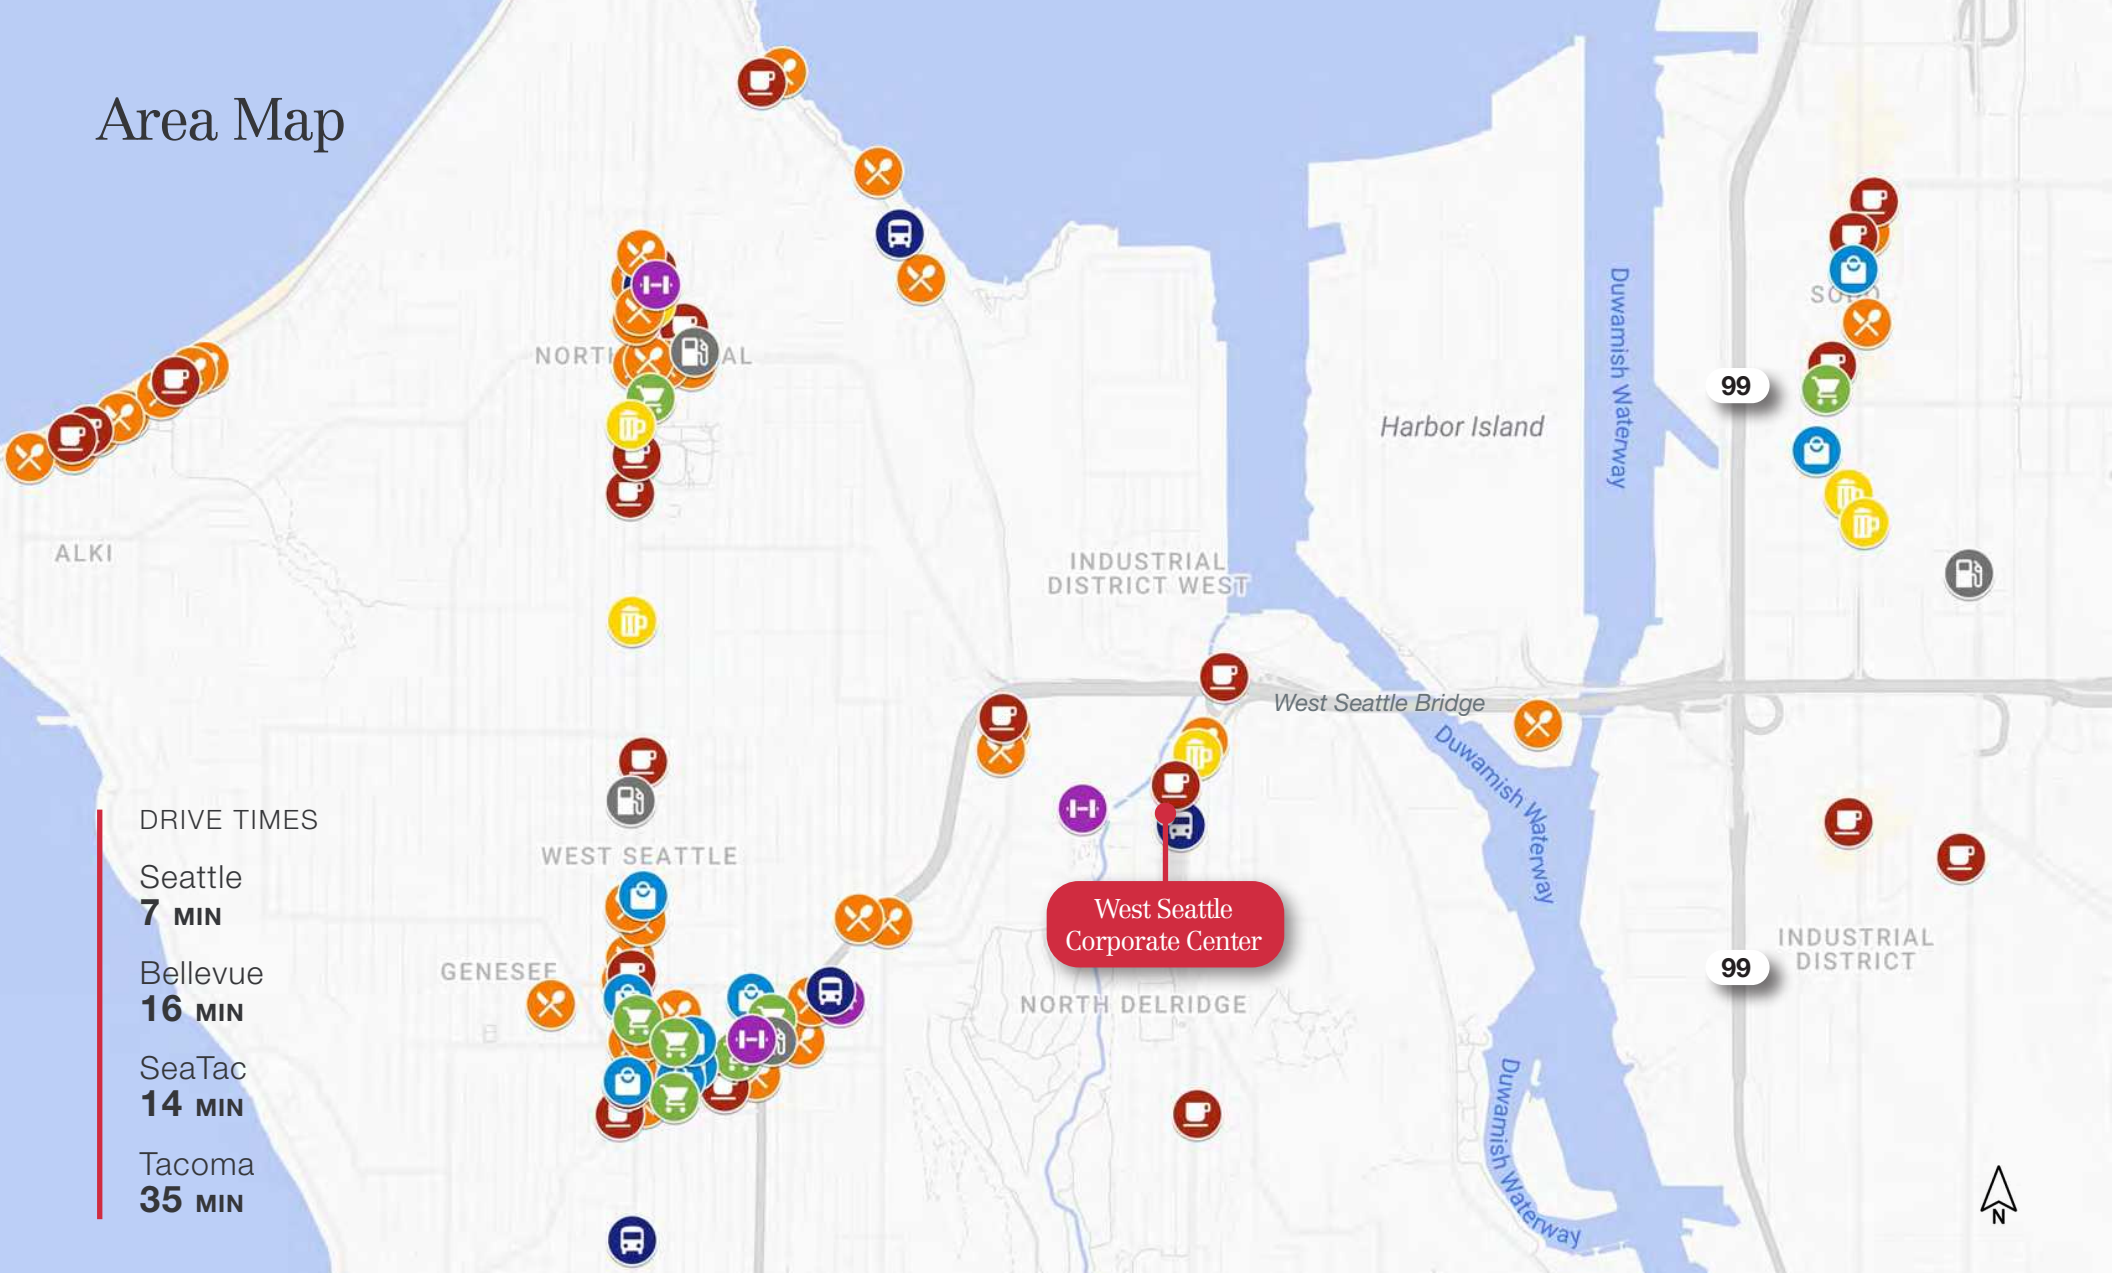 Area Map
NORTH
AL
SODO
Duwamish Waterway
99
Harbor Island
ALKI
INDUSTRIAL
DISTRICT WEST
West Seattle Bridge
Duwamish Waterway
DRIVE TIMES
Seattle
7 MIN
Bellevue
16 MIN
SeaTac
14 MIN
Tacoma
35 MIN
WEST SEATTLE
GENESEE
West Seattle
Corporate Center
NORTH DELRIDGE
INDUSTRIAL
DISTRICT
99
Duwamish Waterway
N